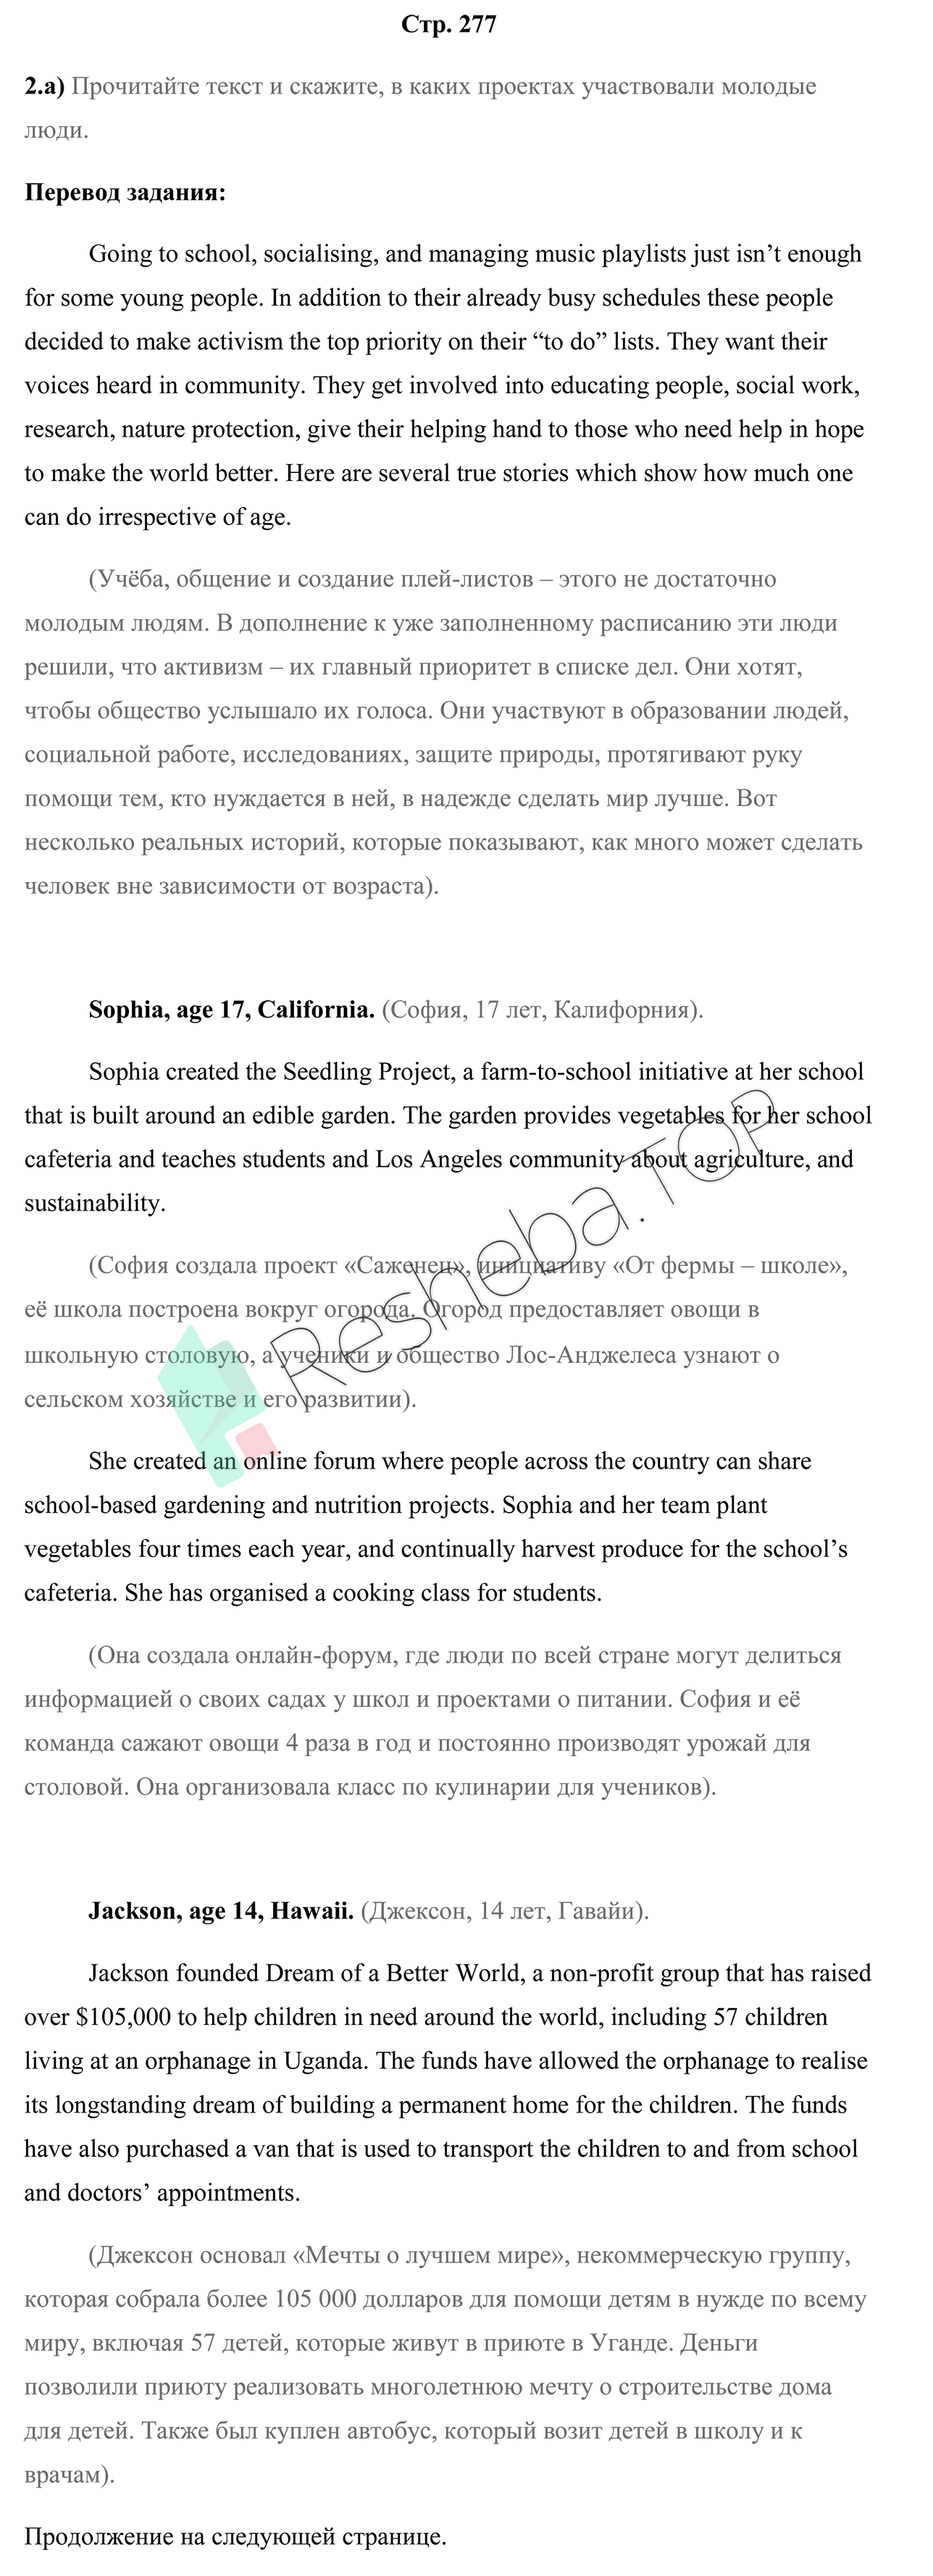 Стр. 277
2.а) Прочитайте текст и скажите, в каких проектах участвовали молодые
люди.
Перевод задания:
Going to school, socialising, and managing music playlists just isn’t enough
for some young people. In addition to their already busy schedules these people
decided to make activism the top priority on their “to do” lists. They want their
voices heard in community. They get involved into educating people, social work,
research, nature protection, give their helping hand to those who need help in hope
to make the world better. Here are several true stories which show how much one
can do irrespective of age.
(Учёба, общение и создание плей-листов – этого не достаточно
молодым людям. В дополнение к уже заполненному расписанию эти люди
решили, что активизм – их главный приоритет в списке дел. Они хотят,
чтобы общество услышало их голоса. Они участвуют в образовании людей,
социальной работе, исследованиях, защите природы, протягивают руку
помощи тем, кто нуждается в ней, в надежде сделать мир лучше. Вот
несколько реальных историй, которые показывают, как много может сделать
человек вне зависимости от возраста).
Sophia, age 17, California. (София, 17 лет, Калифорния).
Sophia created the Seedling Project, a farm-to-school initiative at her school
that is built around an edible garden. The garden provides vegetables for her school
cafeteria and teaches students and Los Angeles community about agriculture, and
sustainability.
(София создала проект «Саженец», инициативу «От фермы – школе»,
её школа построена вокруг огорода. Огород предоставляет овощи в
школьную столовую, а ученики и общество Лос-Анджелеса узнают о
сельском хозяйстве и его развитии).
Resheba.TOP
She created an online forum where people across the country can share
school-based gardening and nutrition projects. Sophia and her team plant
vegetables four times each year, and continually harvest produce for the school’s
cafeteria. She has organised a cooking class for students.
(Она создала онлайн-форум, где люди по всей стране могут делиться
информацией о своих садах у школ и проектами о питании. София и её
команда сажают овощи 4 раза в год и постоянно производят урожай для
столовой. Она организовала класс по кулинарии для учеников).
Jackson, age 14, Hawaii. (Джексон, 14 лет, Гавайи).
Jackson founded Dream of a Better World, a non-profit group that has raised
over $105,000 to help children in need around the world, including 57 children
living at an orphanage in Uganda. The funds have allowed the orphanage to realise
its longstanding dream of building a permanent home for the children. The funds
have also purchased a van that is used to transport the children to and from school
and doctors’ appointments.
(Джексон основал «Мечты о лучшем мире», некоммерческую группу,
которая собрала более 105 000 долларов для помощи детям в нужде по всему
миру, включая 57 детей, которые живут в приюте в Уганде. Деньги
позволили приюту реализовать многолетнюю мечту о строительстве дома
для детей. Также был куплен автобус, который возит детей в школу и к
врачам).
Продолжение на следующей странице.